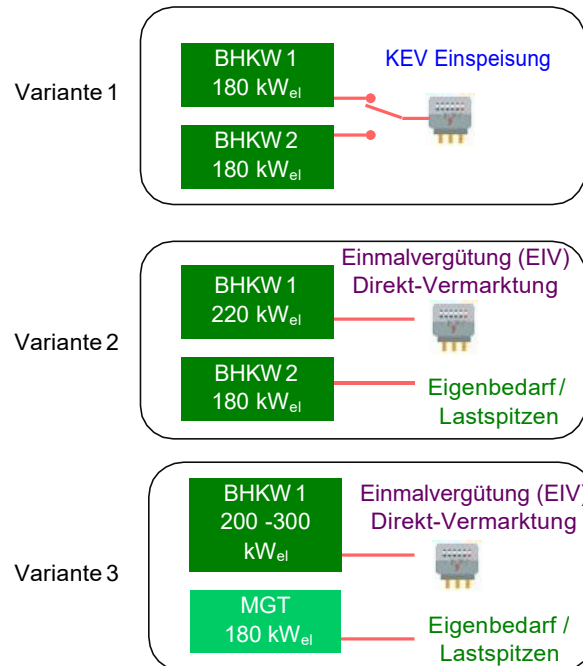 Variante 1
BHKW 1
180 kWel
BHKW 2
180 kWel
KEV Einspeisung
Variante 2
BHKW 1
220 kWel
BHKW 2
180 kWel
Einmalvergütung (EIV)
Direkt-Vermarktung
Eigenbedarf /
Lastspitzen
Variante 3
BHKW 1
200 -300
kWel
MGT
180 kWel
Einmalvergütung (EIV)
Direkt-Vermarktung
Eigenbedarf /
Lastspitzen